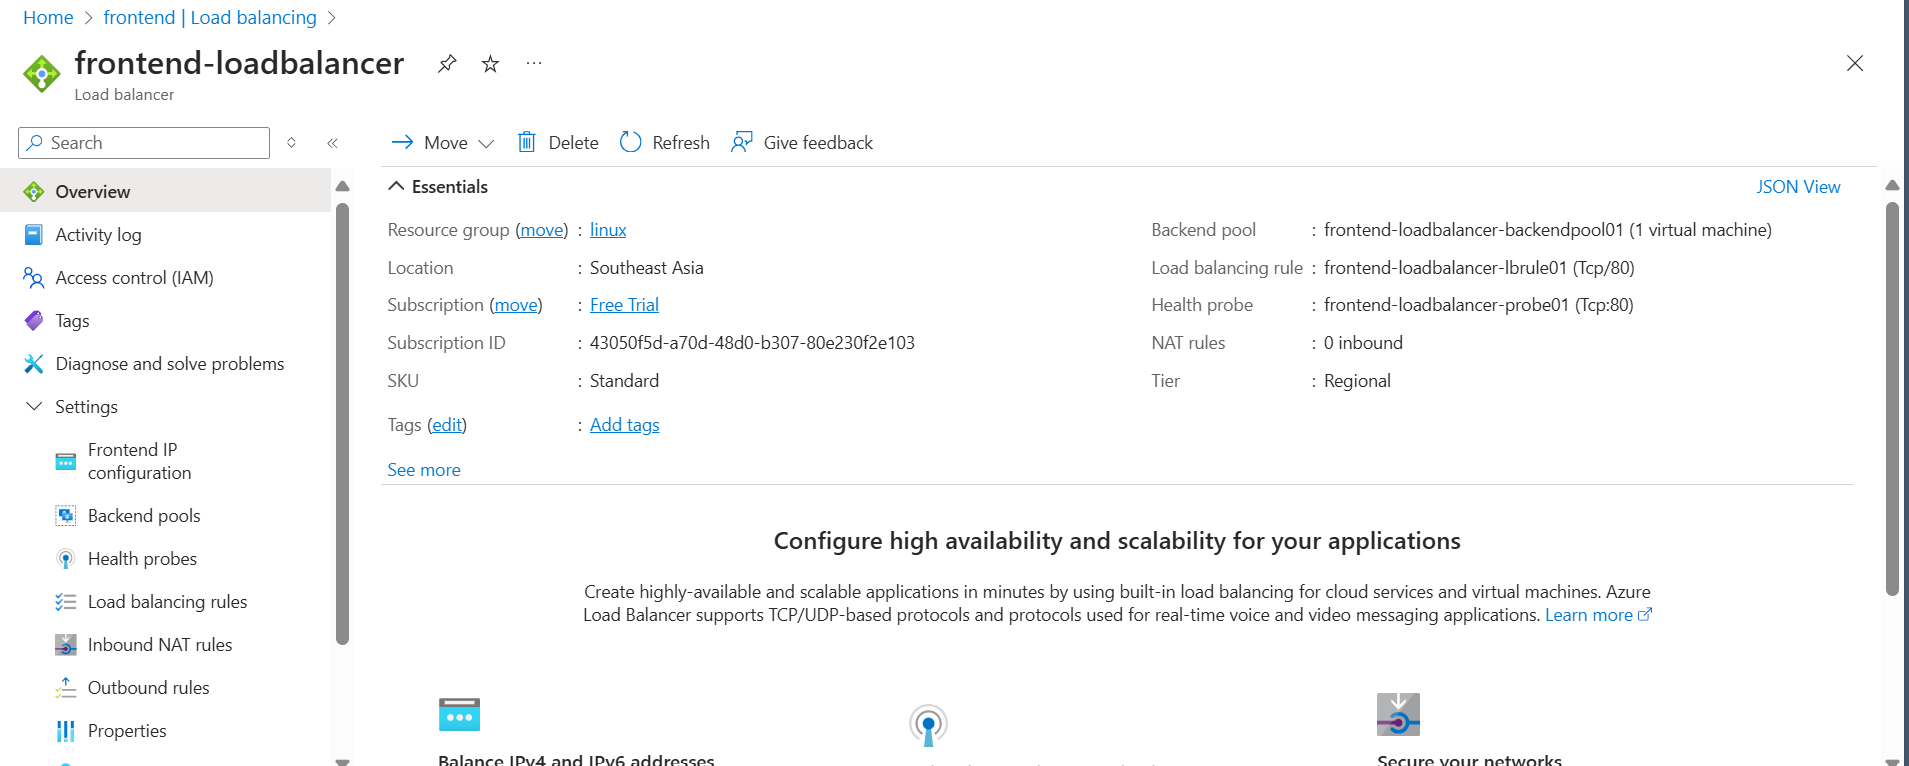 Home > frontend | Load balancing >
frontend-loadbalancer
Load balancer
Search
Move
Delete
Refresh
Give feedback
Overview
Activity log
Access control (IAM)
Tags
Diagnose and solve problems
Settings
Frontend IP
configuration
Backend pools
Health probes
Load balancing rules
Inbound NAT rules
Outbound rules
Properties
Essentials
JSON View
Resource group (move) : linux
Location : Southeast Asia
Subscription (move) : Free Trial
Subscription ID : 43050f5d-a70d-48d0-b307-80e230f2e103
SKU : Standard
Tags (edit) : Add tags
See more
Backend pool : frontend-loadbalancer-backendpool01 (1 virtual machine)
Load balancing rule : frontend-loadbalancer-lbrule01 (Tcp/80)
Health probe : frontend-loadbalancer-probe01 (Tcp:80)
NAT rules : 0 inbound
Tier : Regional
Configure high availability and scalability for your applications
Create highly-available and scalable applications in minutes by using built-in load balancing for cloud services and virtual machines. Azure
Load Balancer supports TCP/UDP-based protocols and protocols used for real-time voice and video messaging applications. Learn more
Balance IPv4 and IPv6 addresses
Secure your networks